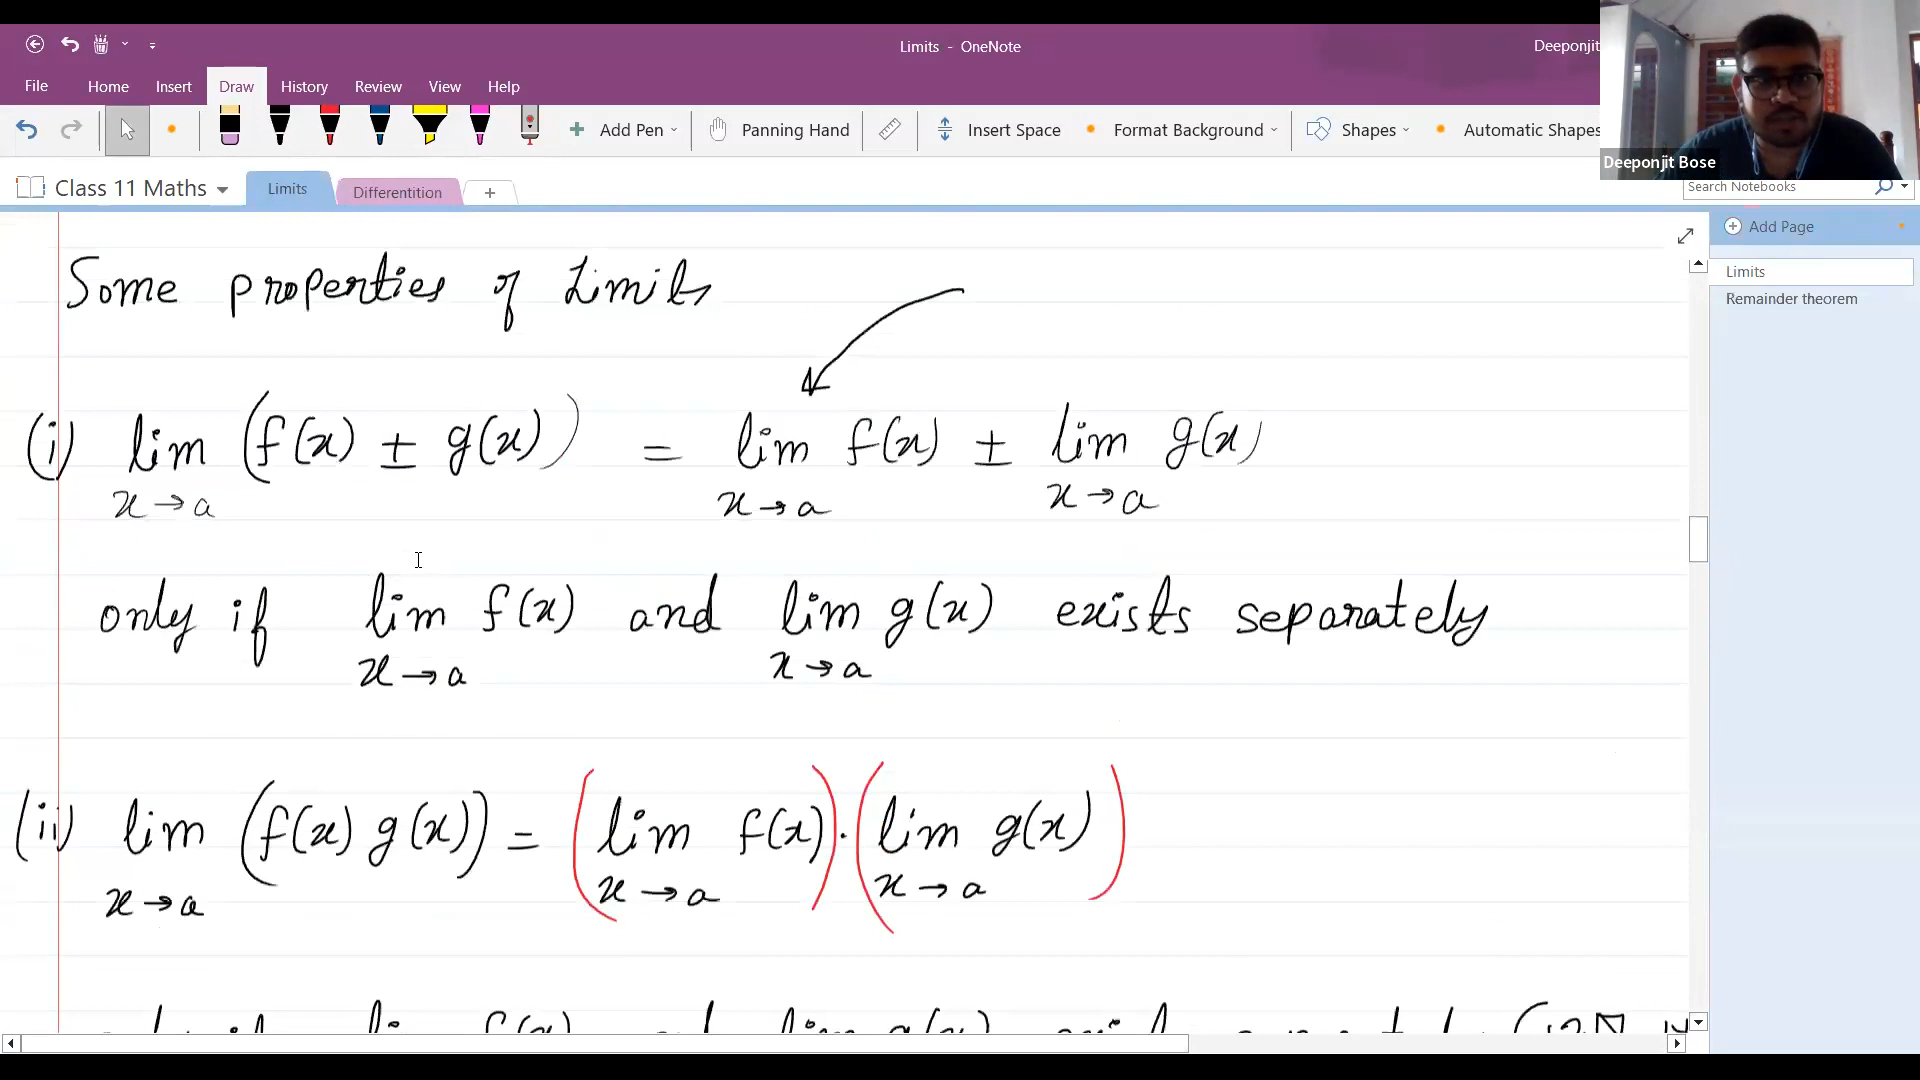 Limits - OneNote
Deeponjit
File Home Insert Draw History Review View Help
Add Pen Panning Hand Insert Space Format Background Shapes Automatic Shapes
Deeponjit Bose
Class 11 Maths Limits Differentition
Search Notebooks
Add Page
Limits
Remainder theorem
Some properties of Limits
(i) lim (f(x) ± g(x)) = lim f(x) ± lim g(x)
x→a x→a x→a
only if lim f(x) and lim g(x) exists separately
x→a x→a
(ii) lim (f(x) g(x)) = (lim f(x)) · (lim g(x))
x→a x→a x→a